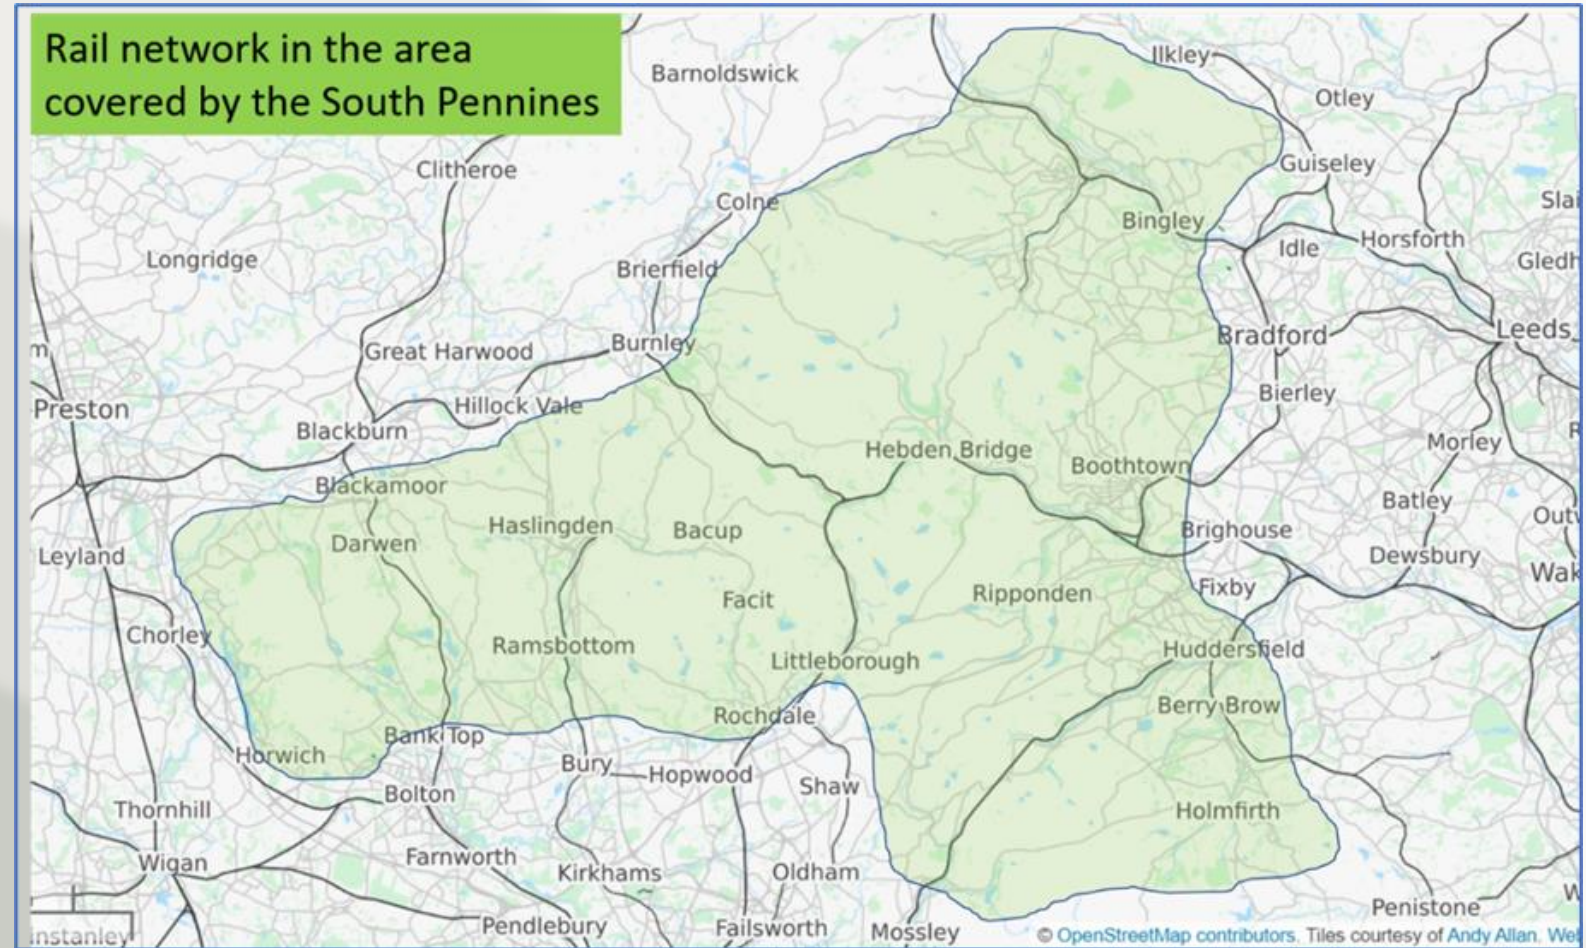 Rail network in the area
covered by the South Pennines
Barnoldswick
Ilkley
Otley
Clitheroe
Guiseley
Colne
Bingley
Horsforth
Idle
Longridge
Brierfield
Bradford
Leeds
Burnley
Great Harwood
Bierley
Preston
Hillock Vale
Blackburn
Morley
Hebden Bridge
Boothtown
Blackamoor
Batley
Haslingden
Bacup
Brighouse
Darwen
Leyland
Dewsbury
Fixby
Ripponden
Facit
Chorley
Ramsbottom
Huddersfield
Littleborough
Berry Brow
Rochdale
Bank Top
Horwich
Bury
Hopwood
Shaw
Bolton
Thornhill
Holmfirth
Farnworth
Wigan
Kirkhams
Oldham
Penistone
Pendlebury
Failsworth
Mossley
© OpenStreetMap contributors. Tiles courtesy of Andy Allan.